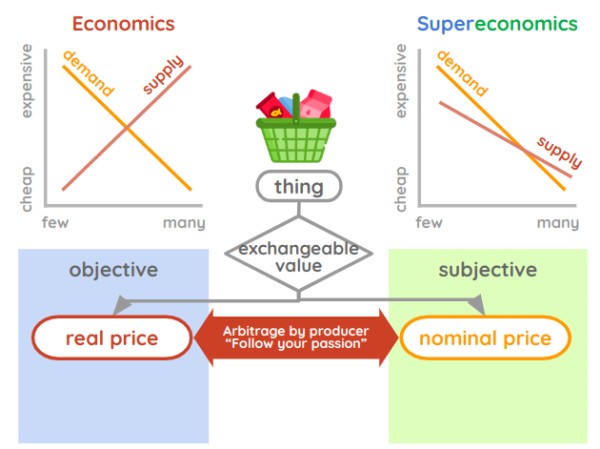 Economics
Supereconomics
expensive
cheap
demand
supply
few
many
expensive
cheap
demand
supply
few
many
thing
exchangeable
value
objective
subjective
real price
Arbitrage by producer
“Follow your passion”
nominal price